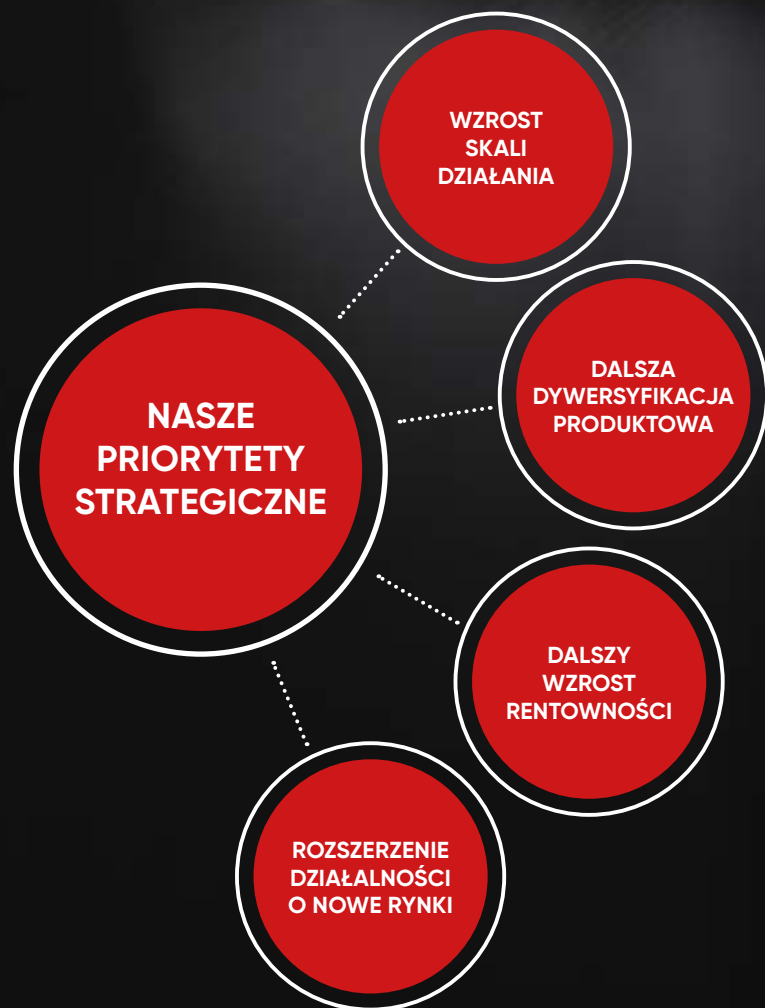 NASZE
PRIORYTETY
STRATEGICZNE
WZROST
SKALI
DZIAŁANIA
DALSZA
DYWERSYFIKACJA
PRODUKTOWA
DALSZY
WZROST
RENTOWNOŚCI
ROZSZERZENIE
DZIAŁALNOŚCI
O NOWE RYNKI